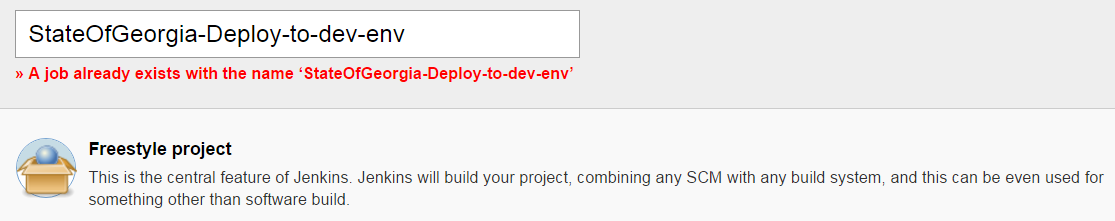 StateOfGeorgia-Deploy-to-dev-env
» A job already exists with the name ‘StateOfGeorgia-Deploy-to-dev-env’
Freestyle project
This is the central feature of Jenkins. Jenkins will build your project, combining any SCM with any build system, and this can be even used for
something other than software build.